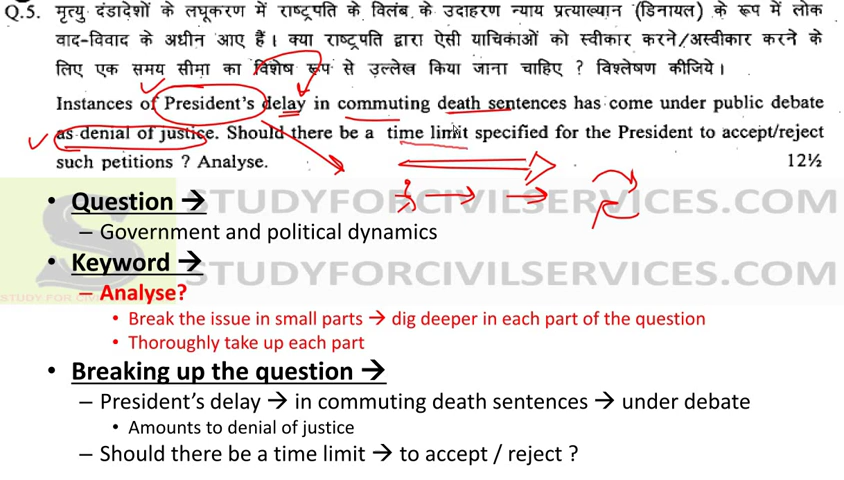 Q.5. मृत्यु दंडादेशों के लघूकरण में राष्ट्रपति के विलंब के उदाहरण न्याय प्रत्याख्यान (डिनायल) के रूप में लोक
वाद-विवाद के अधीन आए हैं। क्या राष्ट्रपति द्वारा ऐसी याचिकाओं को स्वीकार करने/अस्वीकार करने के
लिए एक समय सीमा का विशेष रूप से उल्लेख किया जाना चाहिए ? विश्लेषण कीजिये।
Instances of President's delay in commuting death sentences has come under public debate
as denial of justice. Should there be a time limit specified for the President to accept/reject
such petitions ? Analyse. 12½
• Question →
STUDYFORCIVILSERVICES.COM
– Government and political dynamics
• Keyword →
STUDYFORCIVILSERVICES.COM
– Analyse?
• Break the issue in small parts → dig deeper in each part of the question
• Thoroughly take up each part
• Breaking up the question →
– President's delay → in commuting death sentences → under debate
• Amounts to denial of justice
– Should there be a time limit → to accept / reject ?